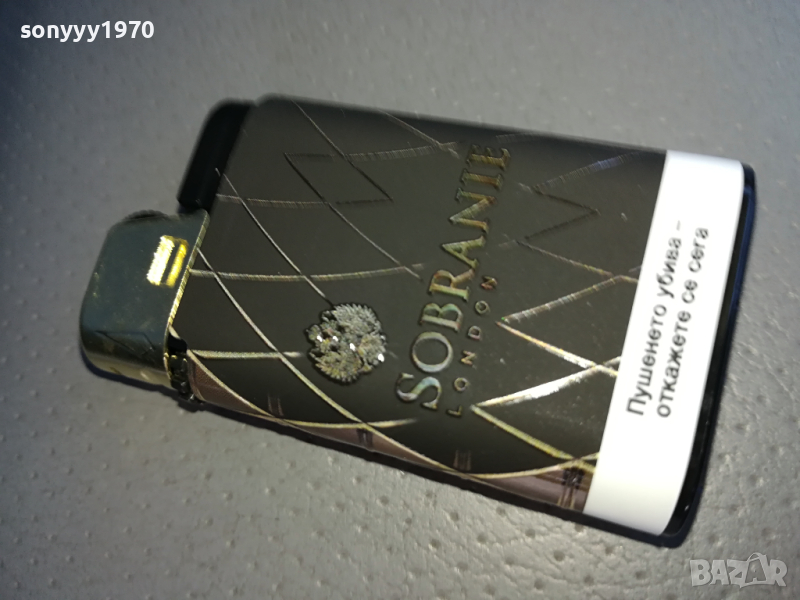 sonyyy1970
SOBRANIE
LONDON
Пушенето убива –
откажете се сега
BAZAR